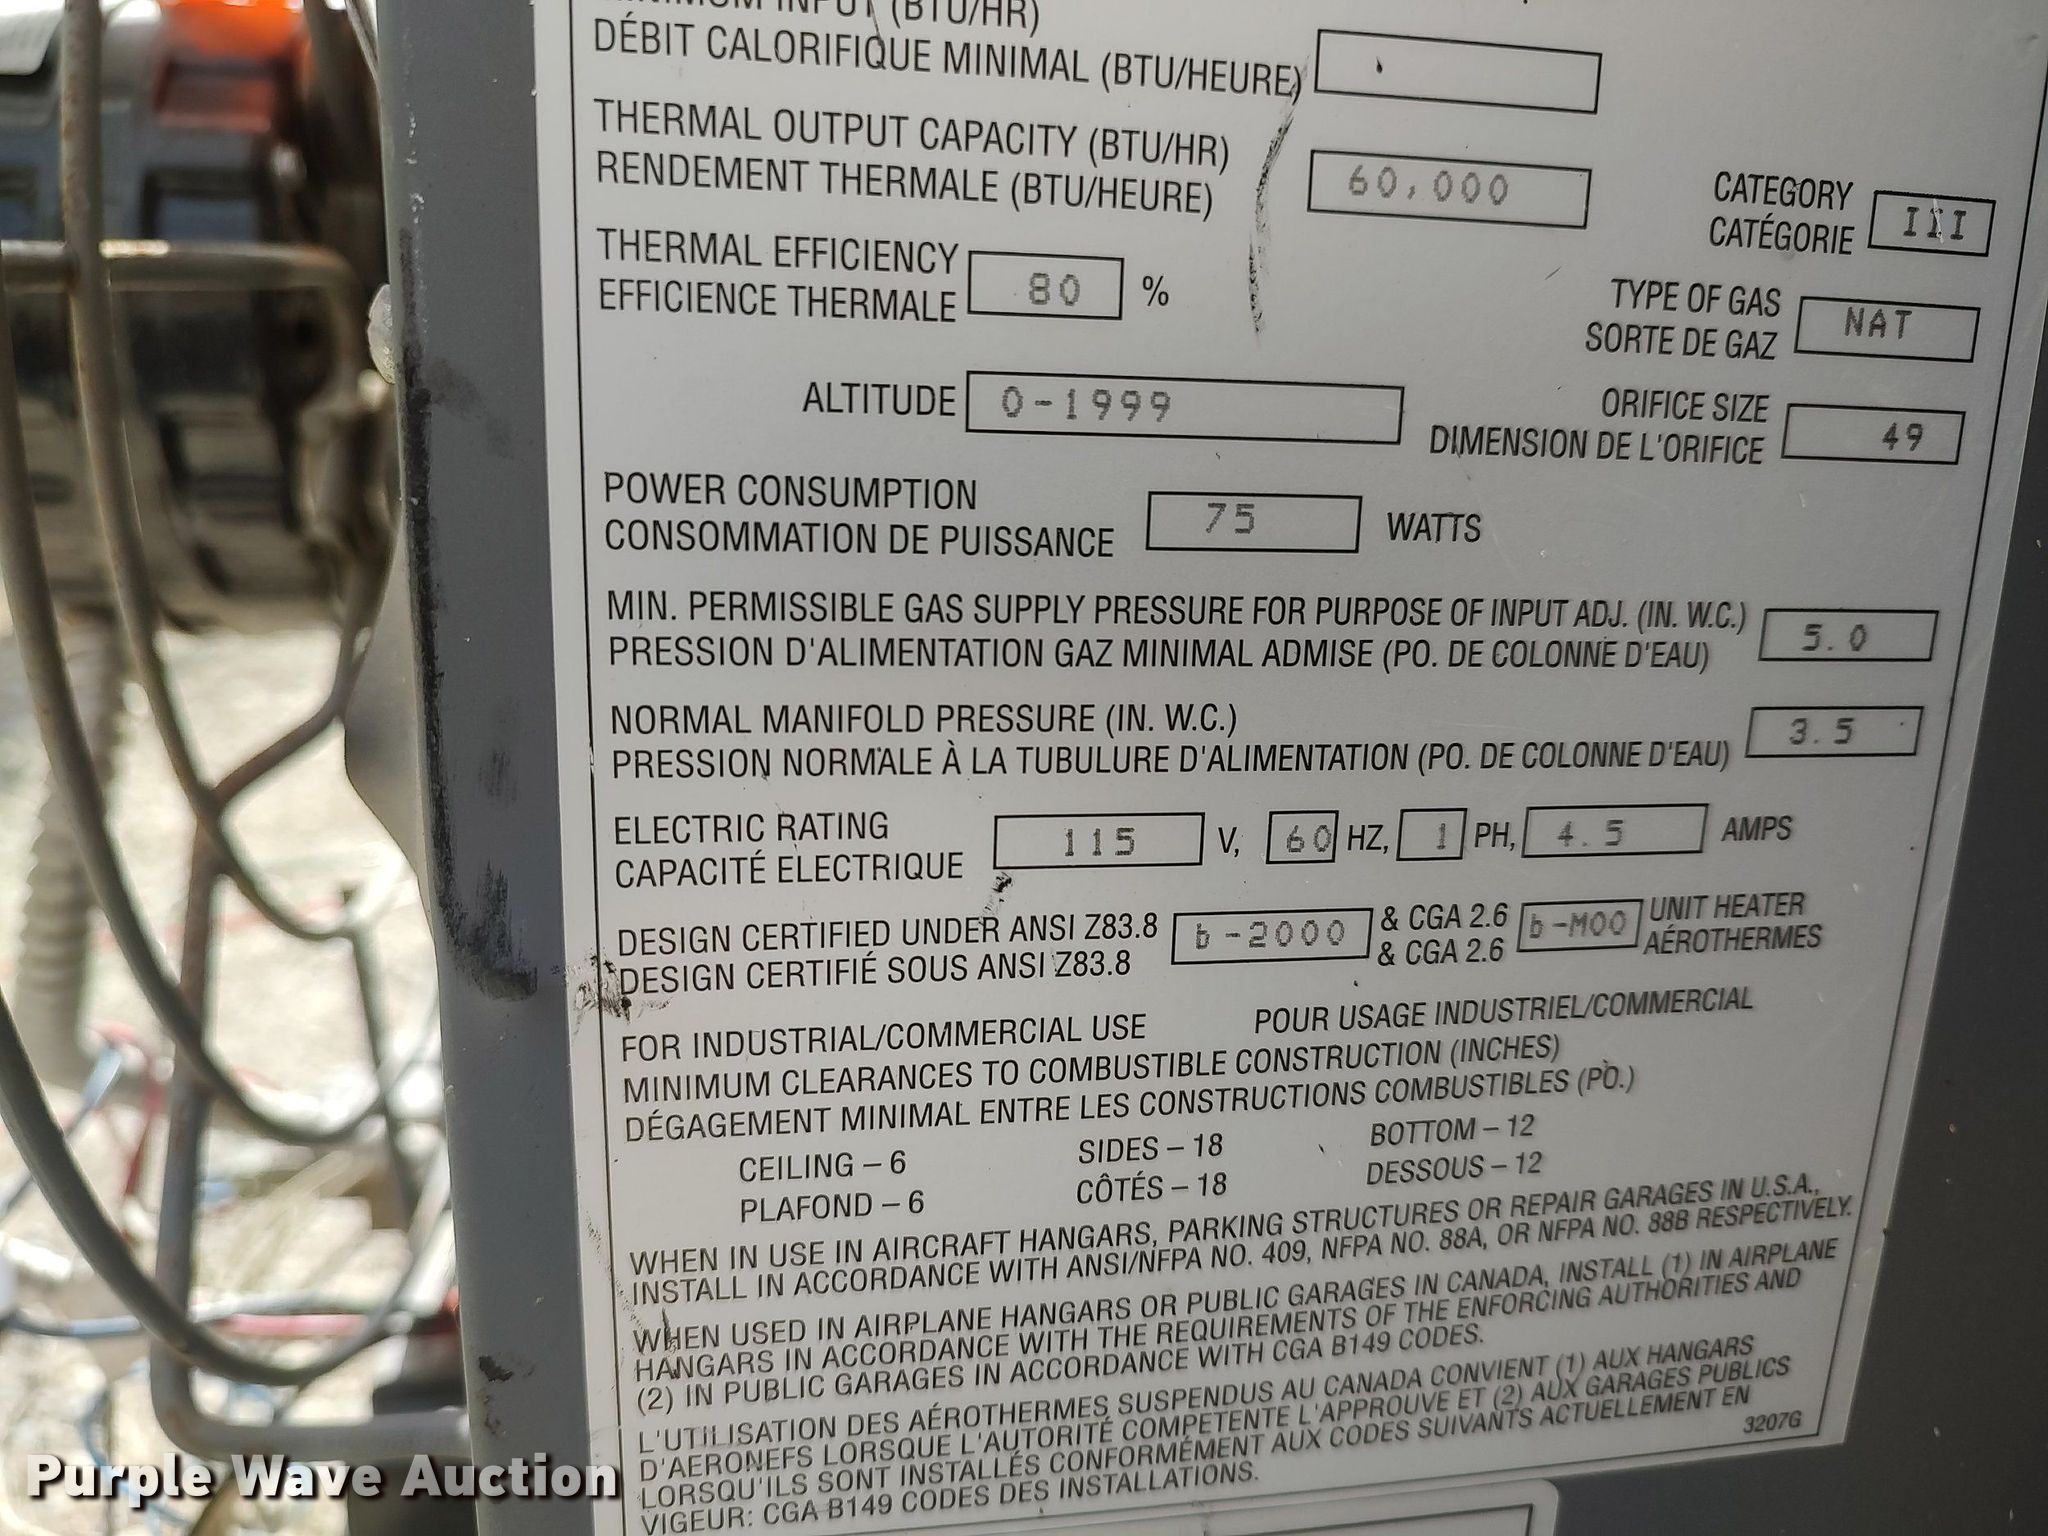 MINIMUM INPUT (BTU/HR)
DÉBIT CALORIFIQUE MINIMAL (BTU/HEURE)
THERMAL OUTPUT CAPACITY (BTU/HR)
RENDEMENT THERMALE (BTU/HEURE) 60,000
CATEGORY
CATÉGORIE III
THERMAL EFFICIENCY
EFFICIENCE THERMALE 80 %
TYPE OF GAS
SORTE DE GAZ NAT
ALTITUDE 0-1999
ORIFICE SIZE
DIMENSION DE L'ORIFICE 49
POWER CONSUMPTION
CONSOMMATION DE PUISSANCE 75 WATTS
MIN. PERMISSIBLE GAS SUPPLY PRESSURE FOR PURPOSE OF INPUT ADJ. (IN. W.C.)
PRESSION D'ALIMENTATION GAZ MINIMAL ADMISE (PO. DE COLONNE D'EAU) 5.0
NORMAL MANIFOLD PRESSURE (IN. W.C.)
PRESSION NORMALE À LA TUBULURE D'ALIMENTATION (PO. DE COLONNE D'EAU) 3.5
ELECTRIC RATING
CAPACITÉ ELECTRIQUE 115 V, 60 HZ, 1 PH, 4.5 AMPS
DESIGN CERTIFIED UNDER ANSI Z83.8 b-2000 & CGA 2.6 b-M00 UNIT HEATER
DESIGN CERTIFIÉ SOUS ANSI Z83.8 & CGA 2.6 AÉROTHERMES
FOR INDUSTRIAL/COMMERCIAL USE POUR USAGE INDUSTRIEL/COMMERCIAL
MINIMUM CLEARANCES TO COMBUSTIBLE CONSTRUCTION (INCHES)
DÉGAGEMENT MINIMAL ENTRE LES CONSTRUCTIONS COMBUSTIBLES (PO.)
CEILING – 6 SIDES – 18 BOTTOM – 12
PLAFOND – 6 CÔTÉS – 18 DESSOUS – 12
WHEN IN USE IN AIRCRAFT HANGARS, PARKING STRUCTURES OR REPAIR GARAGES IN U.S.A.,
INSTALL IN ACCORDANCE WITH ANSI/NFPA NO. 409, NFPA NO. 88A, OR NFPA NO. 88B RESPECTIVELY.
WHEN USED IN AIRPLANE HANGARS OR PUBLIC GARAGES IN CANADA, INSTALL (1) IN AIRPLANE
HANGARS IN ACCORDANCE WITH THE REQUIREMENTS OF THE ENFORCING AUTHORITIES AND
(2) IN PUBLIC GARAGES IN ACCORDANCE WITH CGA B149 CODES.
L'UTILISATION DES AÉROTHERMES SUSPENDUS AU CANADA CONVIENT (1) AUX HANGARS
D'AERONEFS LORSQUE L'AUTORITÉ COMPETENTE L'APPROUVE ET (2) AUX GARAGES PUBLICS
LORSQU'ILS SONT INSTALLÉS CONFORMÉMENT AUX CODES SUIVANTS ACTUELLEMENT EN
VIGEUR: CGA B149 CODES DES INSTALLATIONS.
3207G
Purple Wave Auction